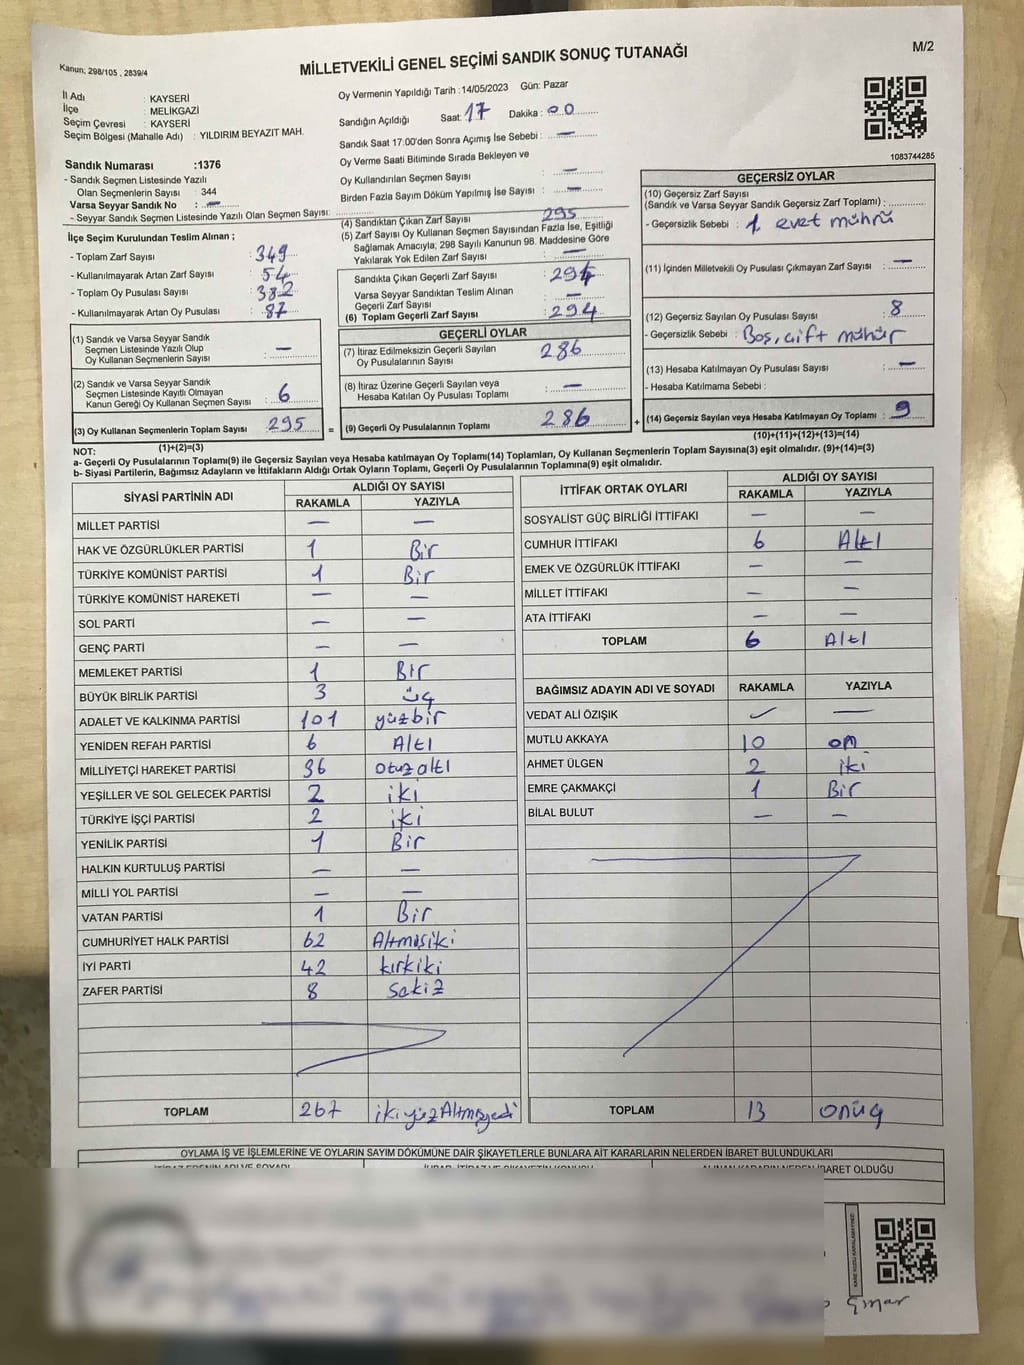 Kanun; 298/105 , 2839/4
MİLLETVEKİLİ GENEL SEÇİMİ SANDIK SONUÇ TUTANAĞI
M/2
İl Adı : KAYSERİ
İlçe : MELİKGAZİ
Seçim Çevresi : KAYSERİ
Seçim Bölgesi (Mahalle Adı) : YILDIRIM BEYAZIT MAH.
Sandık Numarası :1376
- Sandık Seçmen Listesinde Yazılı
Olan Seçmenlerin Sayısı : 344
Varsa Seyyar Sandık No : —
- Seyyar Sandık Seçmen Listesinde Yazılı Olan Seçmen Sayısı:
İlçe Seçim Kurulundan Teslim Alınan ;
- Toplam Zarf Sayısı : 349
- Kullanılmayarak Artan Zarf Sayısı : 54
- Toplam Oy Pusulası Sayısı : 382
- Kullanılmayarak Artan Oy Pusulası : 87
(1) Sandık ve Varsa Seyyar Sandık
Seçmen Listesinde Yazılı Olup
Oy Kullanan Seçmenlerin Sayısı : —
(2) Sandık ve Varsa Seyyar Sandık
Seçmen Listesinde Kayıtlı Olmayan
Kanun Gereği Oy Kullanan Seçmen Sayısı : 6
(3) Oy Kullanan Seçmenlerin Toplam Sayısı : 295 =
(1)+(2)=(3)
Oy Vermenin Yapıldığı Tarih :14/05/2023 Gün: Pazar
Sandığın Açıldığı Saat: 17 Dakika : 00
Sandık Saat 17:00'den Sonra Açımış İse Sebebi : —
Oy Verme Saati Bitiminde Sırada Bekleyen ve
Oy Kullandırılan Seçmen Sayısı : —
Birden Fazla Sayım Döküm Yapılmış İse Sayısı : —
(4) Sandıktan Çıkan Zarf Sayısı 295
(5) Zarf Sayısı Oy Kullanan Seçmen Sayısından Fazla İse, Eşitliği
Sağlamak Amacıyla; 298 Sayılı Kanunun 98. Maddesine Göre
Yakılarak Yok Edilen Zarf Sayısı : —
Sandıkta Çıkan Geçerli Zarf Sayısı : 294
Varsa Seyyar Sandıktan Teslim Alınan
Geçerli Zarf Sayısı : —
(6) Toplam Geçerli Zarf Sayısı : 294
GEÇERLİ OYLAR
(7) İtiraz Edilmeksizin Geçerli Sayılan
Oy Pusulalarının Sayısı : 286
(8) İtiraz Üzerine Geçerli Sayılan veya
Hesaba Katılan Oy Pusulaları Toplamı : —
(9) Geçerli Oy Pusulalarının Toplamı : 286 +
1083744285
GEÇERSİZ OYLAR
(10) Geçersiz Zarf Sayısı
(Sandık ve Varsa Seyyar Sandık Geçersiz Zarf Toplamı) :
- Geçersizlik Sebebi : 1 evet mührü
(11) İçinden Milletvekili Oy Pusulası Çıkmayan Zarf Sayısı : —
(12) Geçersiz Sayılan Oy Pusulası Sayısı : 8
- Geçersizlik Sebebi : Boş, çift mühür
(13) Hesaba Katılmayan Oy Pusulası Sayısı : —
- Hesaba Katılmama Sebebi :
(14) Geçersiz Sayılan veya Hesaba Katılmayan Oy Toplamı : 9
(10)+(11)+(12)+(13)=(14)
NOT:
a- Geçerli Oy Pusulalarının Toplamı(9) ile Geçersiz Sayılan veya Hesaba katılmayan Oy Toplamı(14) Toplamları, Oy Kullanan Seçmenlerin Toplam Sayısına(3) eşit olmalıdır. (9)+(14)=(3)
b- Siyasi Partilerin, Bağımsız Adayların ve İttifakların Aldığı Ortak Oyların Toplamı, Geçerli Oy Pusulalarının Toplamına(9) eşit olmalıdır.
SİYASİ PARTİNİN ADI ALDIĞI OY SAYISI
RAKAMLA YAZIYLA
MİLLET PARTİSİ — —
HAK VE ÖZGÜRLÜKLER PARTİSİ 1 Bir
TÜRKİYE KOMÜNİST PARTİSİ 1 Bir
TÜRKİYE KOMÜNİST HAREKETİ — —
SOL PARTİ — —
GENÇ PARTİ — —
MEMLEKET PARTİSİ 1 Bir
BÜYÜK BİRLİK PARTİSİ 3 üç
ADALET VE KALKINMA PARTİSİ 101 yüzbir
YENİDEN REFAH PARTİSİ 6 Altı
MİLLİYETÇİ HAREKET PARTİSİ 36 otuzaltı
YEŞİLLER VE SOL GELECEK PARTİSİ 2 iki
TÜRKİYE İŞÇİ PARTİSİ 2 iki
YENİLİK PARTİSİ 1 Bir
HALKIN KURTULUŞ PARTİSİ — —
MİLLİ YOL PARTİSİ — —
VATAN PARTİSİ 1 Bir
CUMHURİYET HALK PARTİSİ 62 Altmışiki
İYİ PARTİ 42 kırkiki
ZAFER PARTİSİ 8 sekiz
TOPLAM 267 ikiyüzAltmışyedi
İTTİFAK ORTAK OYLARI ALDIĞI OY SAYISI
RAKAMLA YAZIYLA
SOSYALİST GÜÇ BİRLİĞİ İTTİFAKI — —
CUMHUR İTTİFAKI 6 Altı
EMEK VE ÖZGÜRLÜK İTTİFAKI — —
MİLLET İTTİFAKI — —
ATA İTTİFAKI — —
TOPLAM 6 Altı
BAĞIMSIZ ADAYIN ADI VE SOYADI RAKAMLA YAZIYLA
VEDAT ALİ ÖZIŞIK — —
MUTLU AKKAYA 10 on
AHMET ÜLGEN 2 iki
EMRE ÇAKMAKÇİ 1 Bir
BİLAL BULUT — —
TOPLAM 13 onüç
OYLAMA İŞ VE İŞLEMLERİNE VE OYLARIN SAYIM DÖKÜMÜNE DAİR ŞİKAYETLERLE BUNLARA AİT KARARLARIN NELERDEN İBARET BULUNDUKLARI
İBARET OLDUĞU